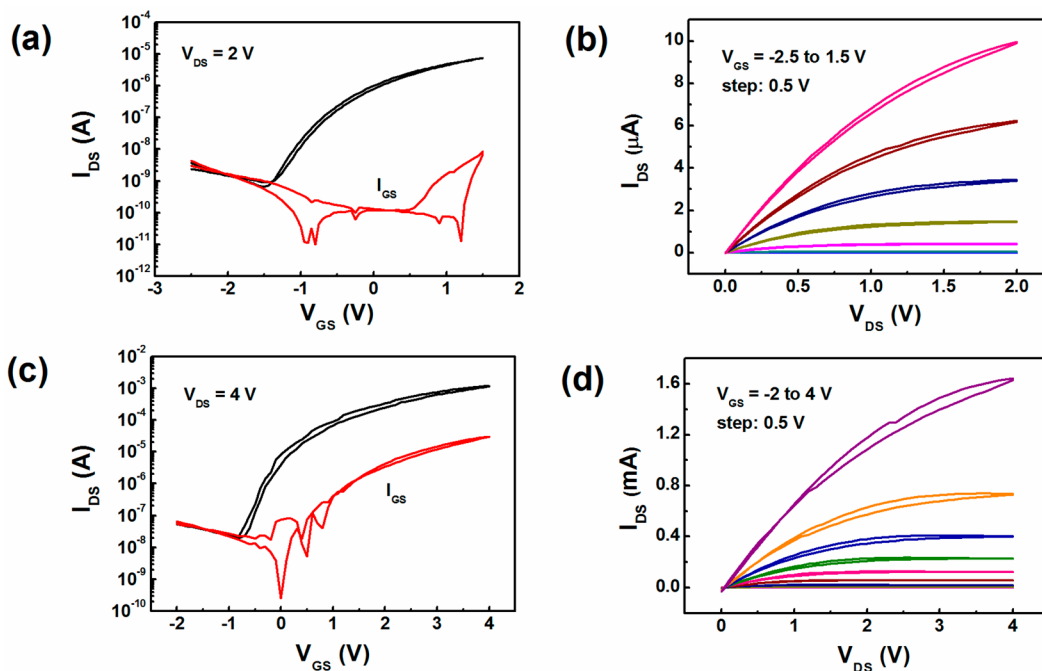 (a)
V_DS = 2 V
I_DS (A)
10^-4
10^-5
10^-6
10^-7
10^-8
10^-9
10^-10
10^-11
10^-12
I_GS
-3 -2 -1 0 1 2
V_GS (V)
(b)
V_GS = -2.5 to 1.5 V
step: 0.5 V
I_DS (μA)
10
8
6
4
2
0
0.0 0.5 1.0 1.5 2.0
V_DS (V)
(c)
V_DS = 4 V
I_DS (A)
10^-2
10^-3
10^-4
10^-5
10^-6
10^-7
10^-8
10^-9
10^-10
I_GS
-2 -1 0 1 2 3 4
V_GS (V)
(d)
V_GS = -2 to 4 V
step: 0.5 V
I_DS (mA)
1.6
1.2
0.8
0.4
0.0
0 1 2 3 4
V_DS (V)